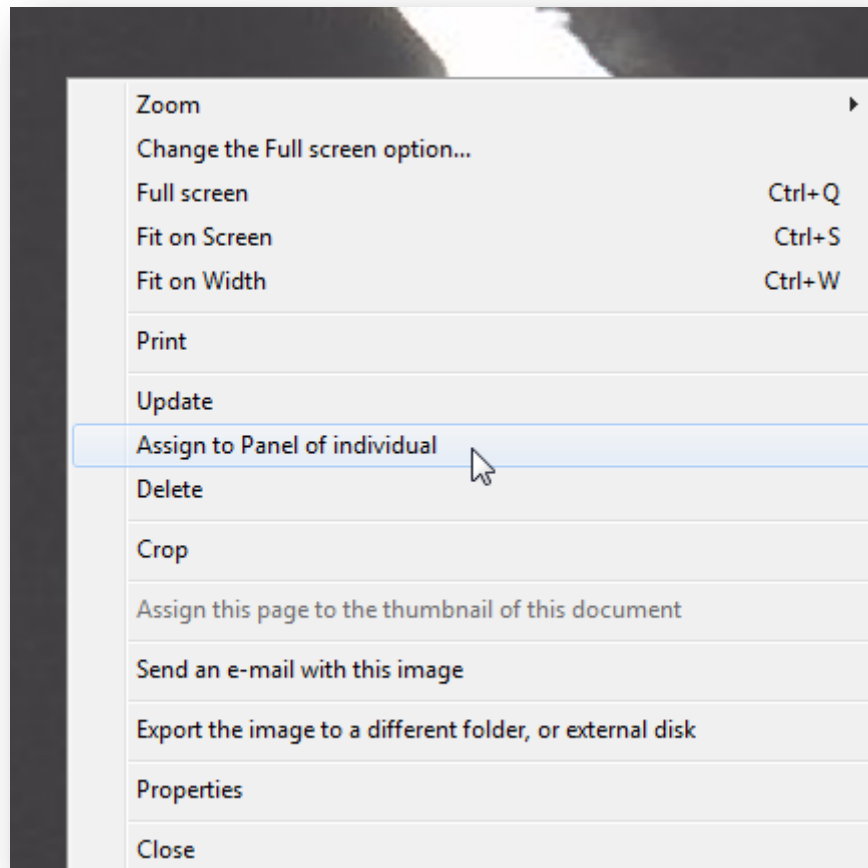 Zoom
Change the Full screen option...
Full screen Ctrl+Q
Fit on Screen Ctrl+S
Fit on Width Ctrl+W
Print
Update
Assign to Panel of individual
Delete
Crop
Assign this page to the thumbnail of this document
Send an e-mail with this image
Export the image to a different folder, or external disk
Properties
Close